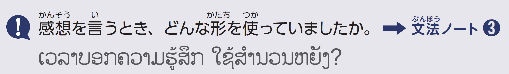 感想を言うとき、どんな形を使っていましたか。 ➡ 文法ノート❸
ເວລາບອກຄວາມຮູ້ສຶກ ໃຊ້ສຳນວນຫຍັງ?